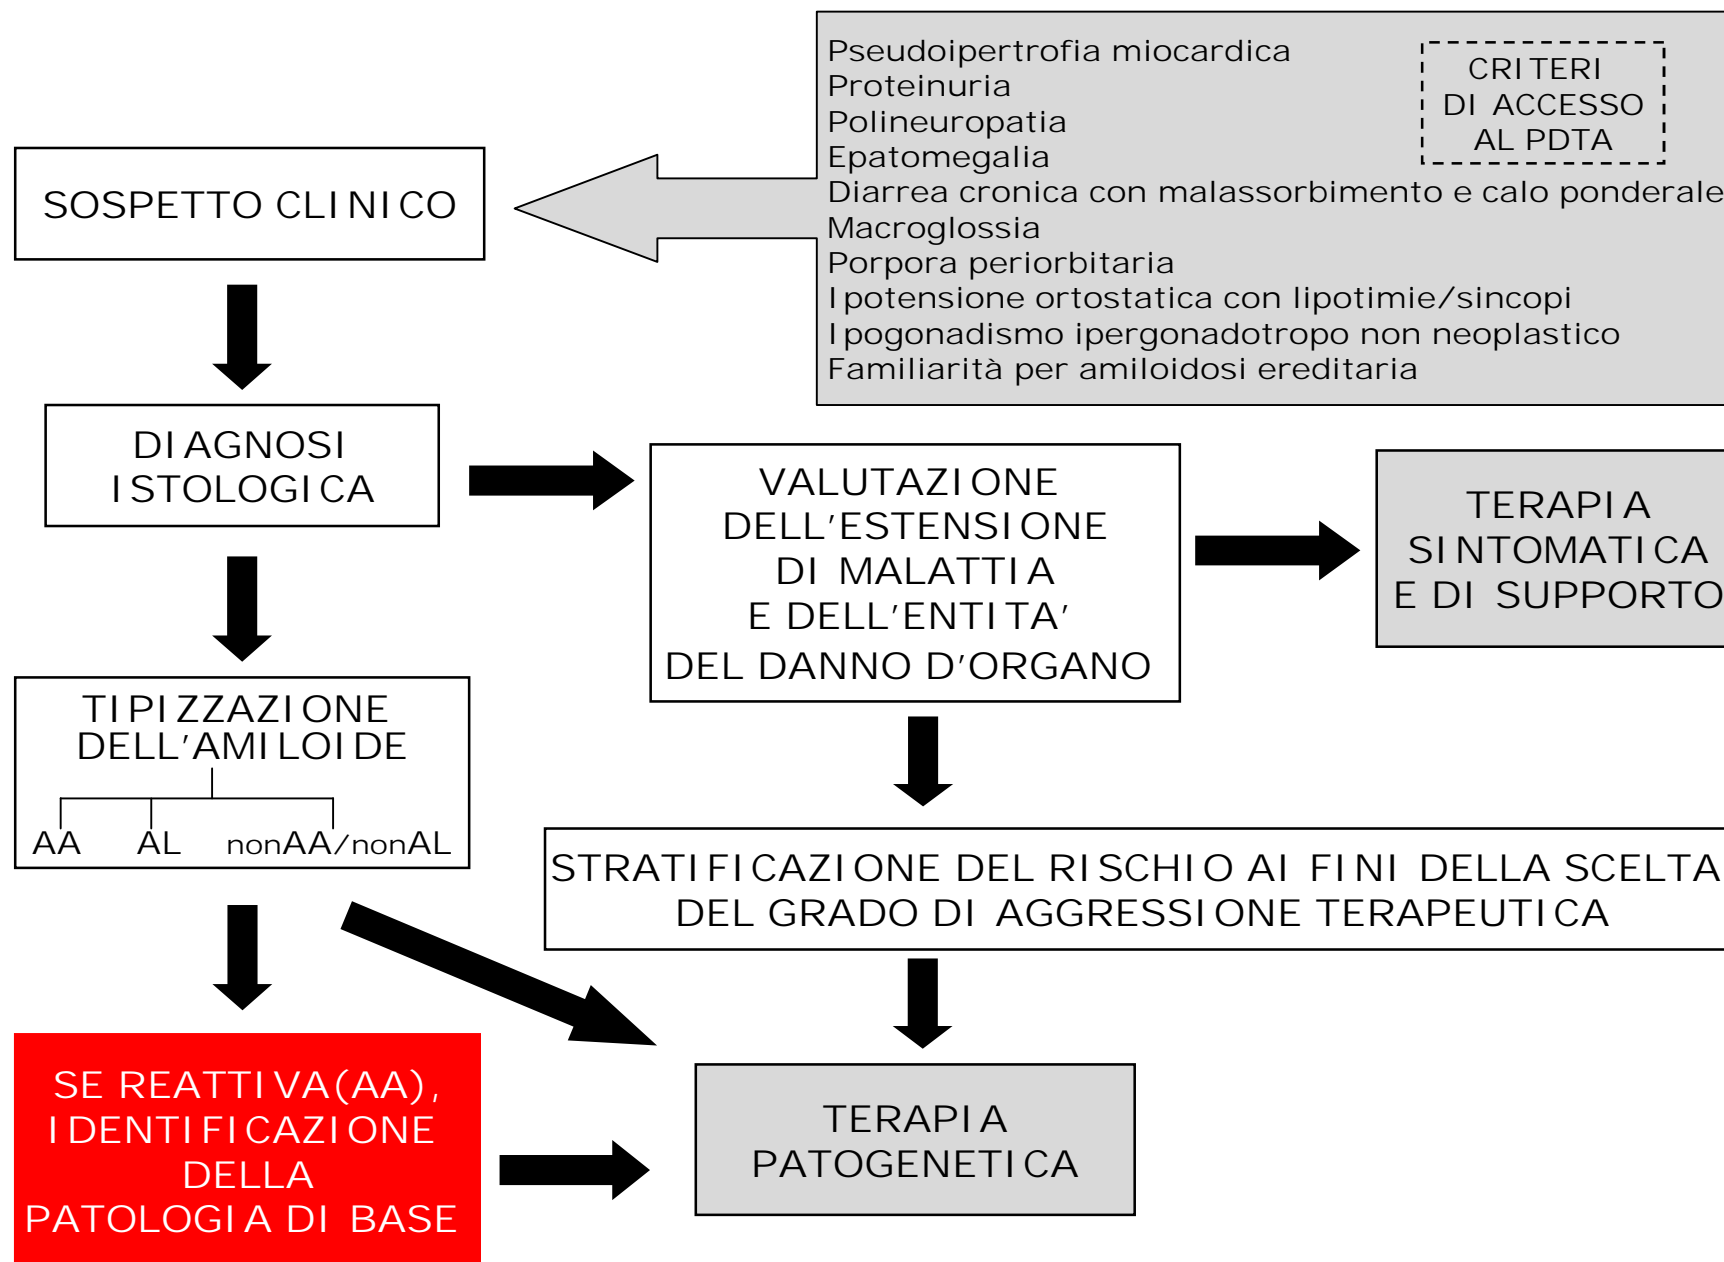 Pseudoipertrofia miocardica
Proteinuria
Polineuropatia
Epatomegalia
Diarrea cronica con malassorbimento e calo ponderale
Macroglossia
Porpora periorbitaria
Ipotensione ortostatica con lipotimie/sincopi
Ipogonadismo ipergonadotropo non neoplastico
Familiarità per amiloidosi ereditaria
CRITERI
DI ACCESSO
AL PDTA
SOSPETTO CLINICO
DIAGNOSI
ISTOLOGICA
VALUTAZIONE
DELL'ESTENSIONE
DI MALATTIA
E DELL'ENTITA'
DEL DANNO D'ORGANO
TERAPIA
SINTOMATICA
E DI SUPPORTO
TIPIZZAZIONE
DELL'AMILOIDE
AA AL nonAA/nonAL
STRATIFICAZIONE DEL RISCHIO AI FINI DELLA SCELTA
DEL GRADO DI AGGRESSIONE TERAPEUTICA
SE REATTIVA(AA),
IDENTIFICAZIONE
DELLA
PATOLOGIA DI BASE
TERAPIA
PATOGENETICA